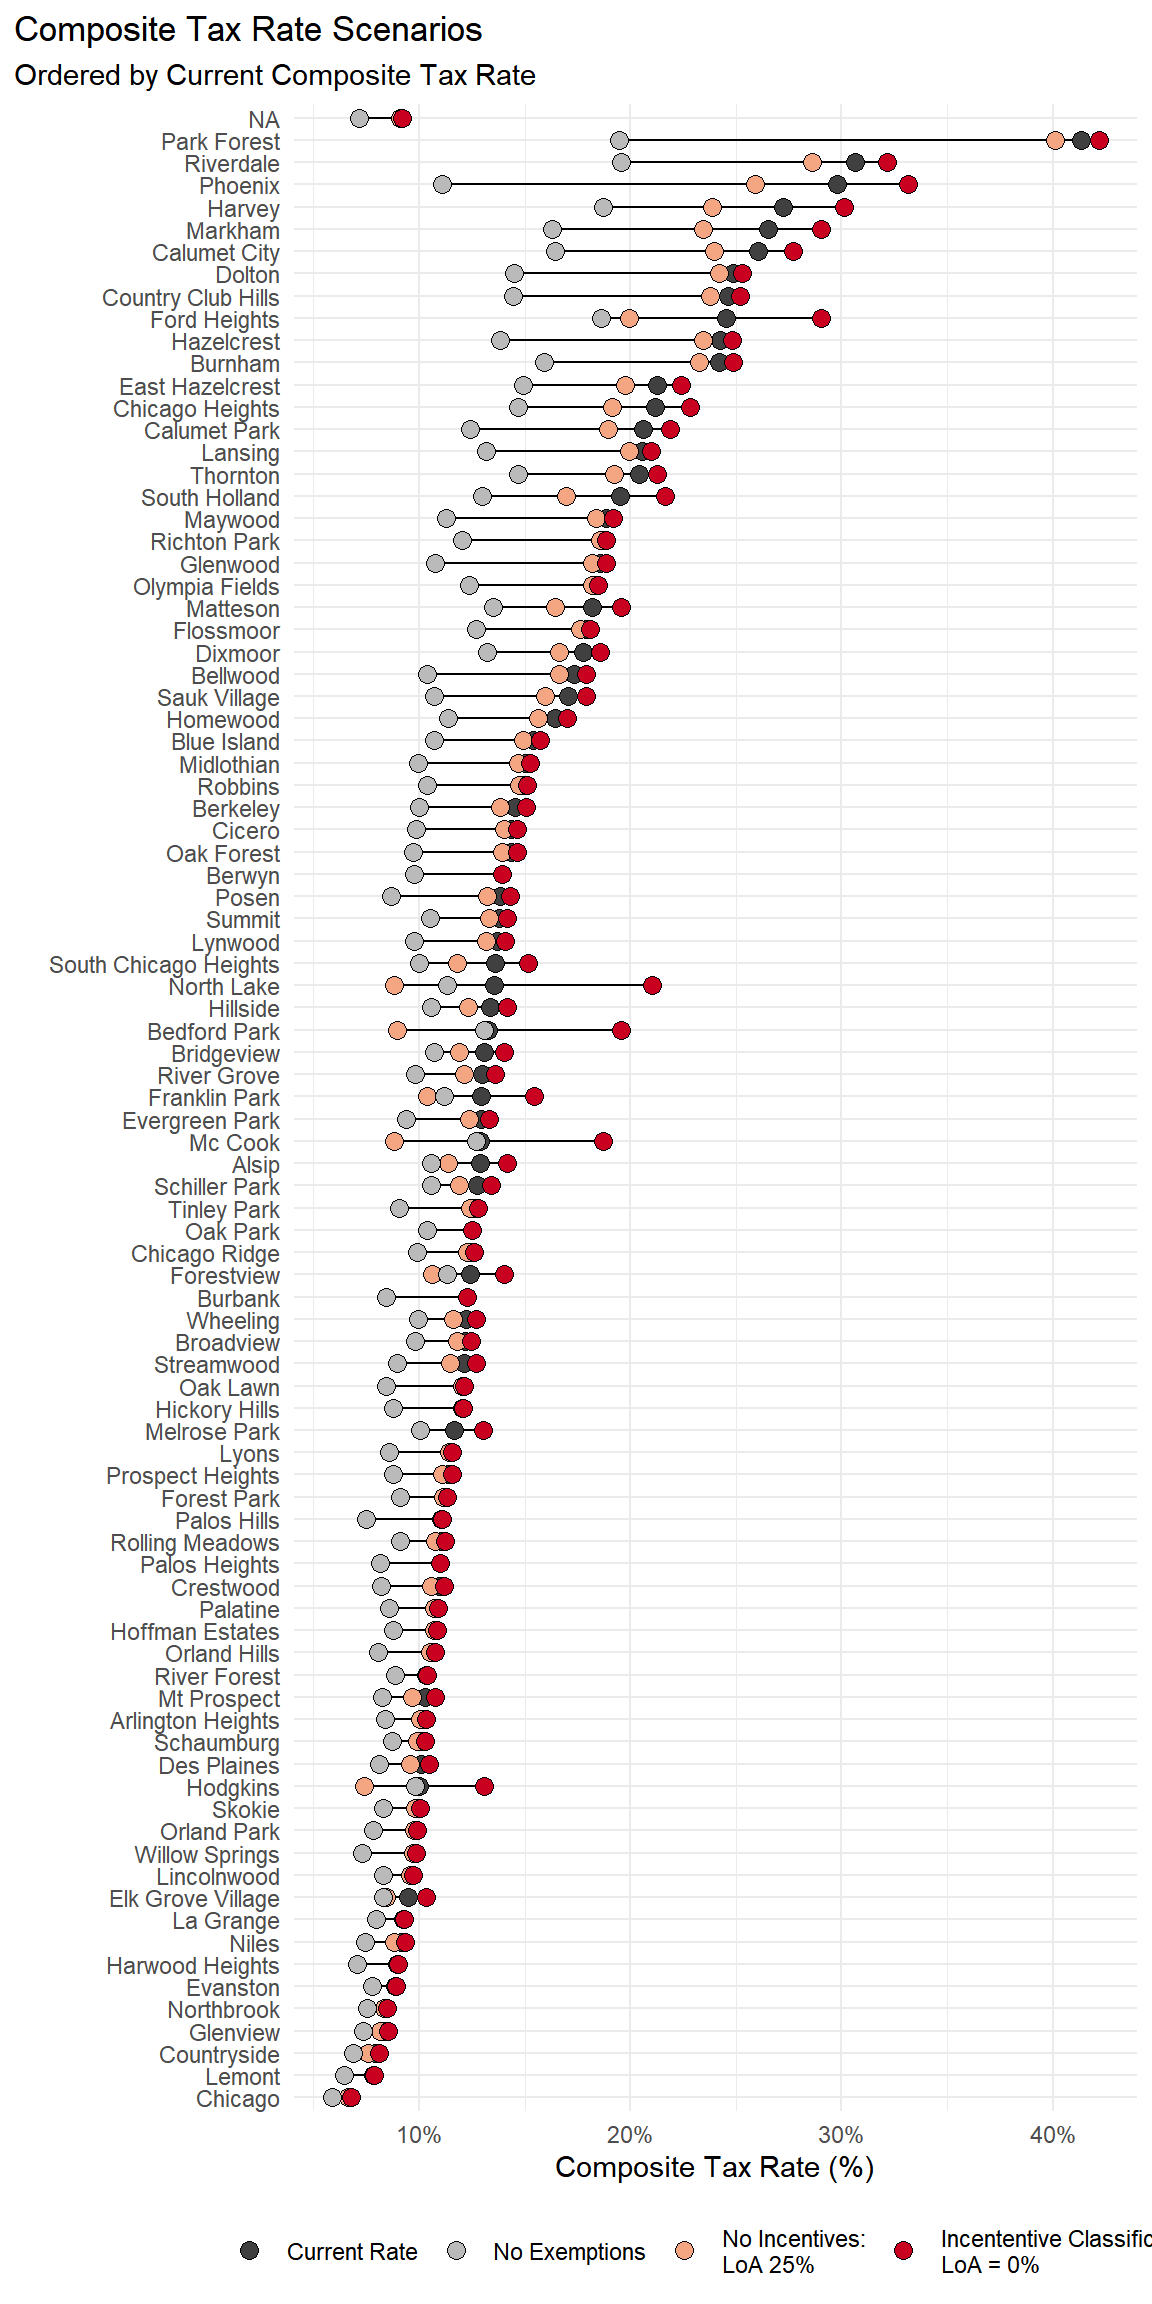 Composite Tax Rate Scenarios
Ordered by Current Composite Tax Rate
NA
Park Forest
Riverdale
Phoenix
Harvey
Markham
Calumet City
Dolton
Country Club Hills
Ford Heights
Hazelcrest
Burnham
East Hazelcrest
Chicago Heights
Calumet Park
Lansing
Thornton
South Holland
Maywood
Richton Park
Glenwood
Olympia Fields
Matteson
Flossmoor
Dixmoor
Bellwood
Sauk Village
Homewood
Blue Island
Midlothian
Robbins
Berkeley
Cicero
Oak Forest
Berwyn
Posen
Summit
Lynwood
South Chicago Heights
North Lake
Hillside
Bedford Park
Bridgeview
River Grove
Franklin Park
Evergreen Park
Mc Cook
Alsip
Schiller Park
Tinley Park
Oak Park
Chicago Ridge
Forestview
Burbank
Wheeling
Broadview
Streamwood
Oak Lawn
Hickory Hills
Melrose Park
Lyons
Prospect Heights
Forest Park
Palos Hills
Rolling Meadows
Palos Heights
Crestwood
Palatine
Hoffman Estates
Orland Hills
River Forest
Mt Prospect
Arlington Heights
Schaumburg
Des Plaines
Hodgkins
Skokie
Orland Park
Willow Springs
Lincolnwood
Elk Grove Village
La Grange
Niles
Harwood Heights
Evanston
Northbrook
Glenview
Countryside
Lemont
Chicago
10% 20% 30% 40%
Composite Tax Rate (%)
Current Rate
No Exemptions
No Incentives:
LoA 25%
Incententive Classific
LoA = 0%